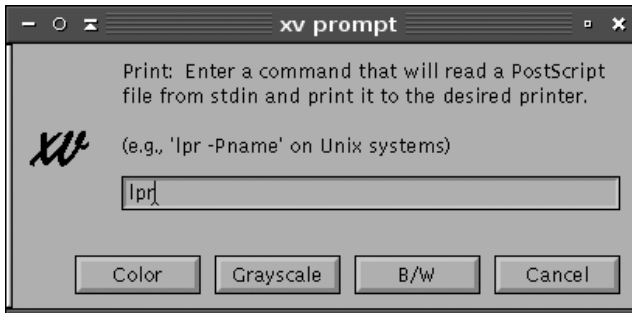 xv prompt
Print: Enter a command that will read a PostScript
file from stdin and print it to the desired printer.
xv
(e.g., 'lpr -Pname' on Unix systems)
lpr
Color Grayscale B/W Cancel